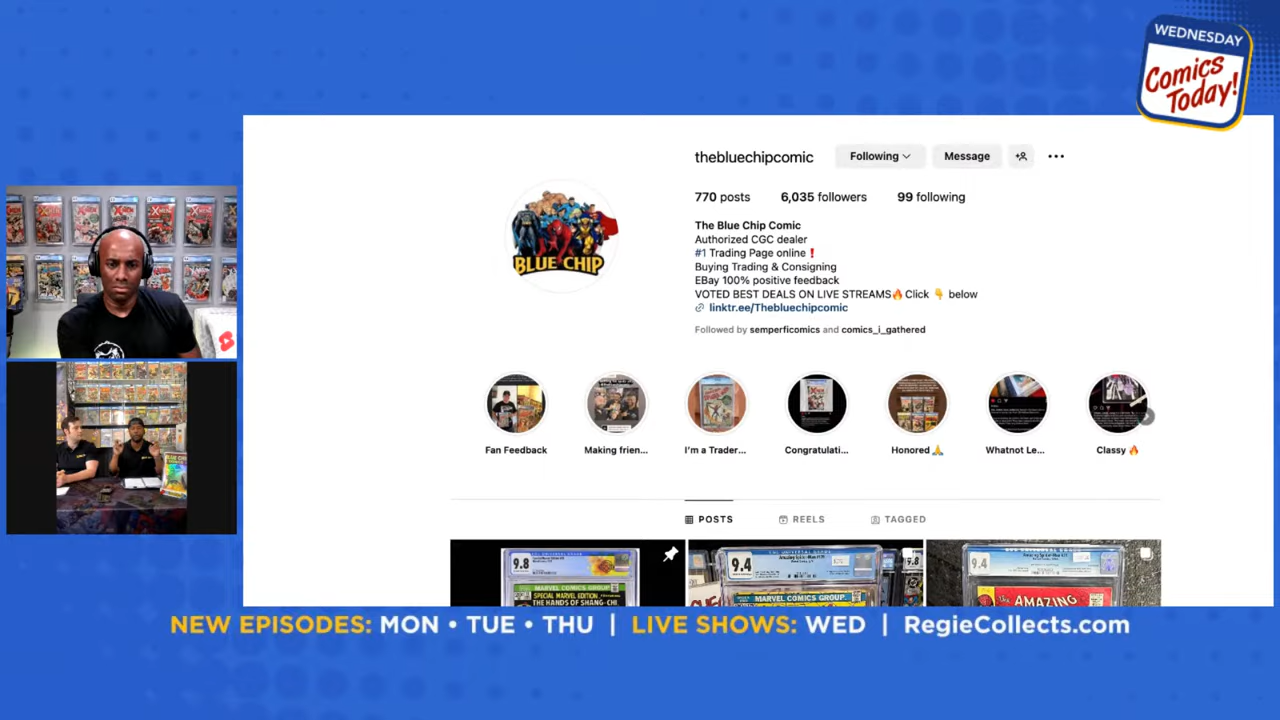 WEDNESDAY
Comics
Today!
thebluechipcomic
Following
Message
770 posts
6,035 followers
99 following
The Blue Chip Comic
Authorized CGC dealer
#1 Trading Page online❗
Buying Trading & Consigning
EBay 100% positive feedback
VOTED BEST DEALS ON LIVE STREAMS🔥Click 👇 below
linktr.ee/Thebluechipcomic
Followed by semperficomics and comics_i_gathered
BLUE CHIP
Fan Feedback
Making frien...
I'm a Trader...
Congratulati...
Honored 🙏
Whatnot Le...
Classy 🔥
POSTS
REELS
TAGGED
9.8
MARVEL COMICS GROUP
SPECIAL MARVEL EDITION
THE HANDS OF SHANG-CHI,
9.4
MARVEL COMICS GROUP
9.8
9.4
AMAZING
NEW EPISODES: MON • TUE • THU | LIVE SHOWS: WED | RegieCollects.com